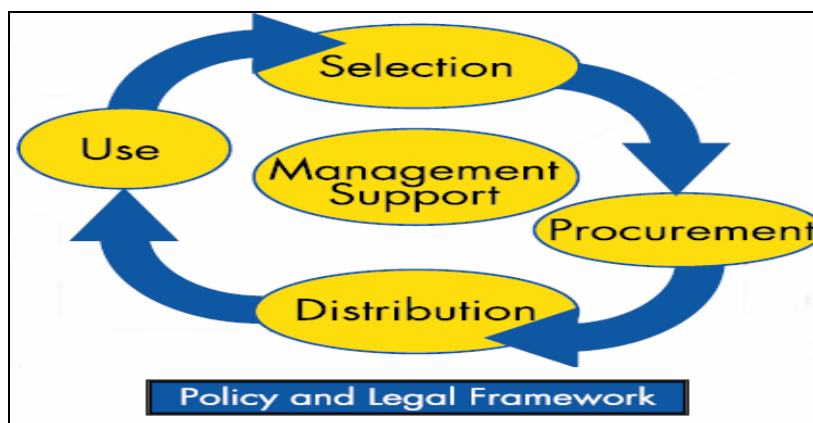 Selection
Use
Management
Support
Procurement
Distribution
Policy and Legal Framework